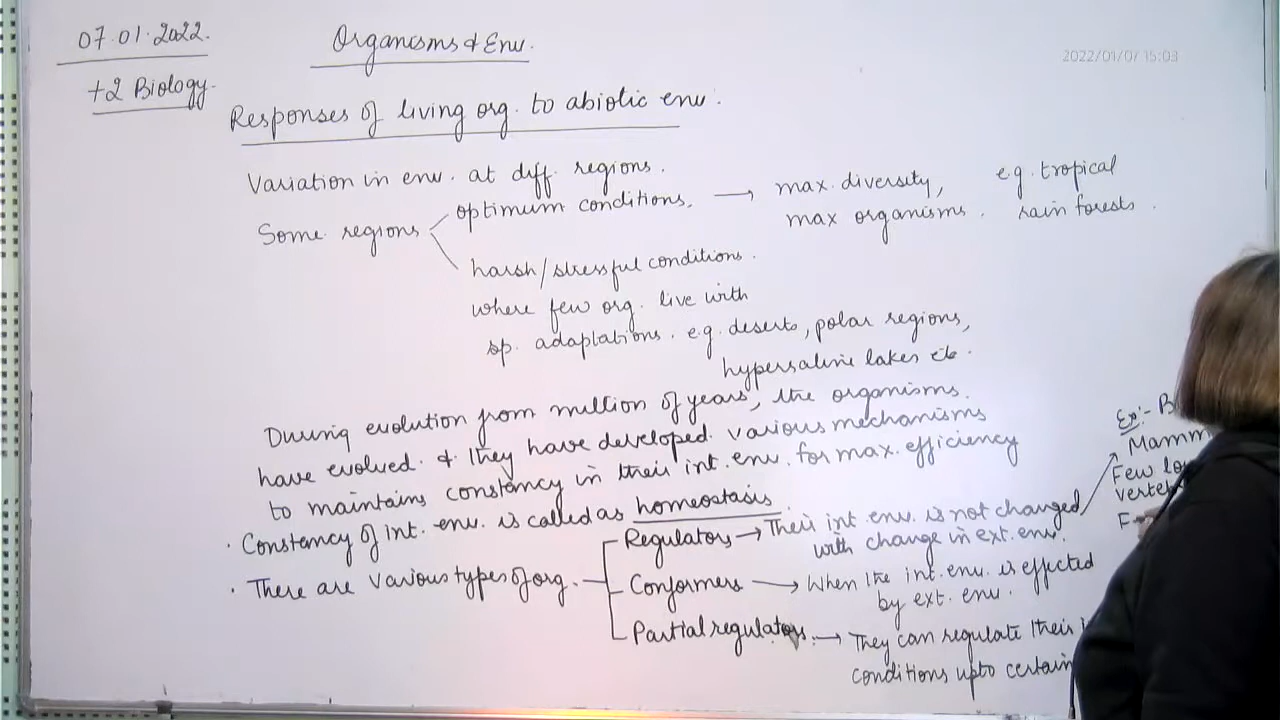 07.01.2022.
Organisms & Env.
2022/01/07 15:03
+2 Biology.
Responses of living org. to abiotic env.
Variation in env. at diff. regions.
Some regions
optimum conditions. → max. diversity, e.g. tropical
max organisms. rain forests.
harsh/stressful conditions.
where few org. live with
sp. adaptations. e.g. deserts, polar regions,
hypersaline lakes etc.
During evolution from million of years, the organisms.
have evolved. & they have developed various mechanisms
to maintains constancy in their int. env. for max. efficiency
· Constancy of int. env. is called as homeostasis
· There are various types of org.
Regulators → Their int env. is not changed
with change in ext. env.
Ex:- B
Mamm
Few lo
verteb
Conformers → When the int. env. is effected
by ext. env.
Partial regulators. → They can regulate their i
conditions upto certain